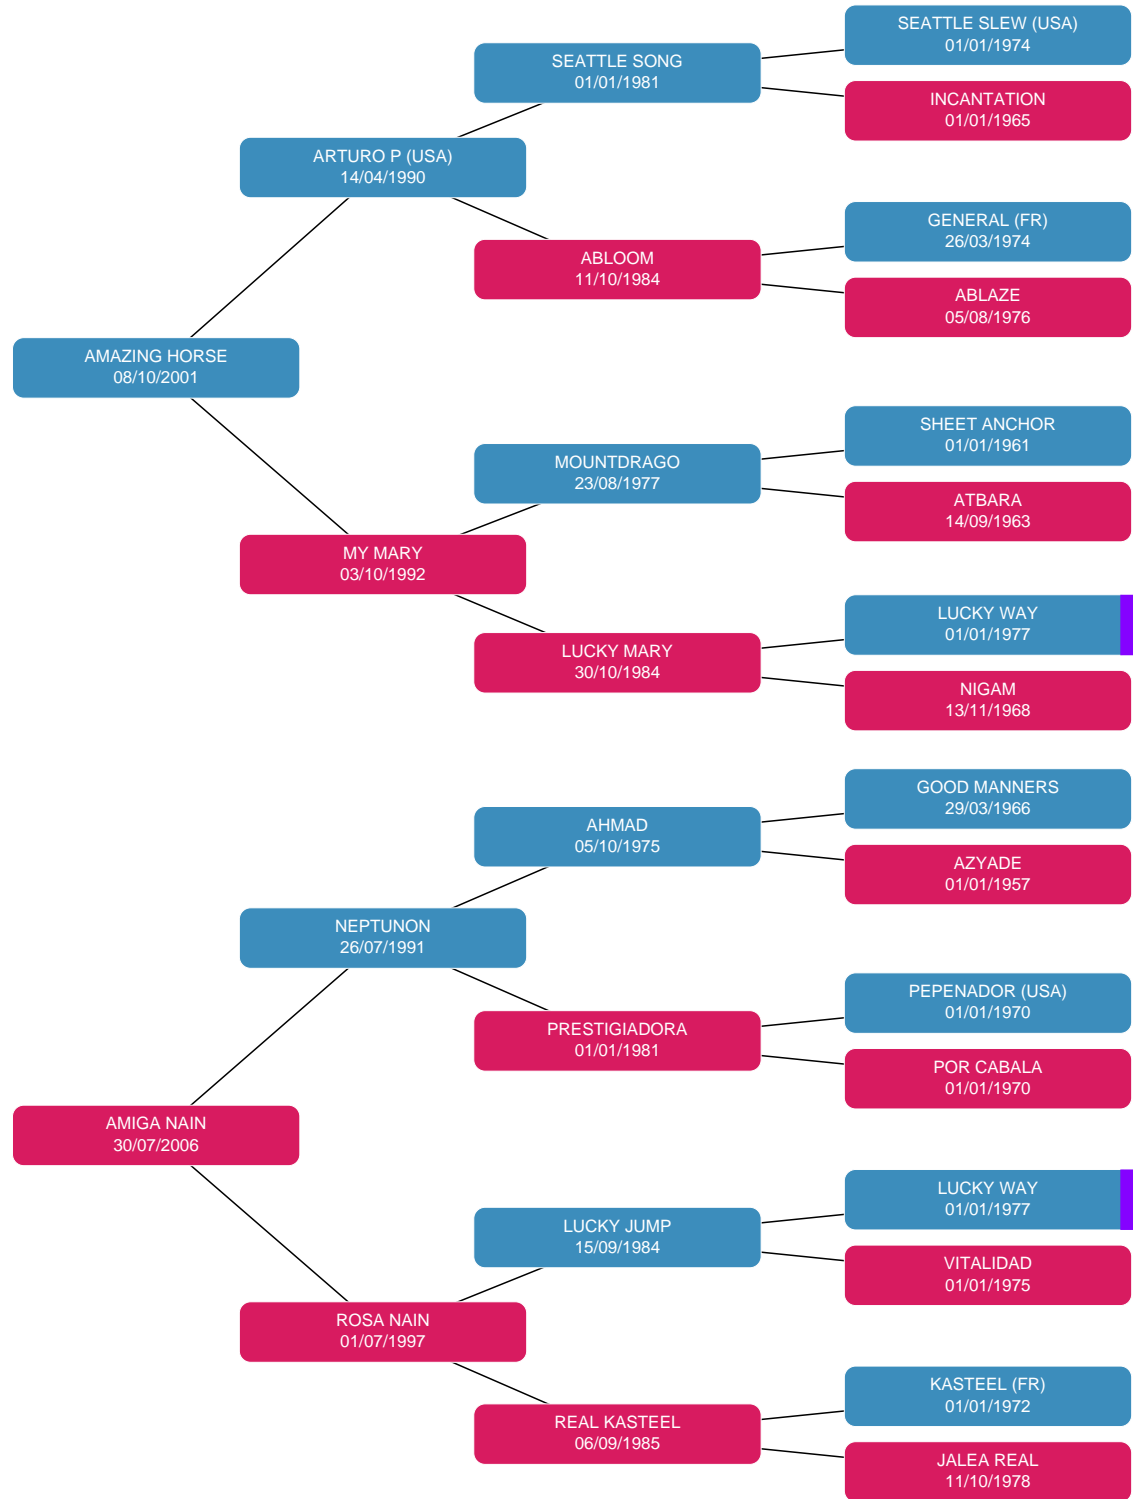 SEATTLE SLEW (USA)
01/01/1974
SEATTLE SONG
01/01/1981
INCANTATION
01/01/1965
ARTURO P (USA)
14/04/1990
GENERAL (FR)
26/03/1974
ABLOOM
11/10/1984
ABLAZE
05/08/1976
AMAZING HORSE
08/10/2001
SHEET ANCHOR
01/01/1961
MOUNTDRAGO
23/08/1977
ATBARA
14/09/1963
MY MARY
03/10/1992
LUCKY WAY
01/01/1977
LUCKY MARY
30/10/1984
NIGAM
13/11/1968
GOOD MANNERS
29/03/1966
AHMAD
05/10/1975
AZYADE
01/01/1957
NEPTUNON
26/07/1991
PEPENADOR (USA)
01/01/1970
PRESTIGIADORA
01/01/1981
POR CABALA
01/01/1970
AMIGA NAIN
30/07/2006
LUCKY WAY
01/01/1977
LUCKY JUMP
15/09/1984
VITALIDAD
01/01/1975
ROSA NAIN
01/07/1997
KASTEEL (FR)
01/01/1972
REAL KASTEEL
06/09/1985
JALEA REAL
11/10/1978